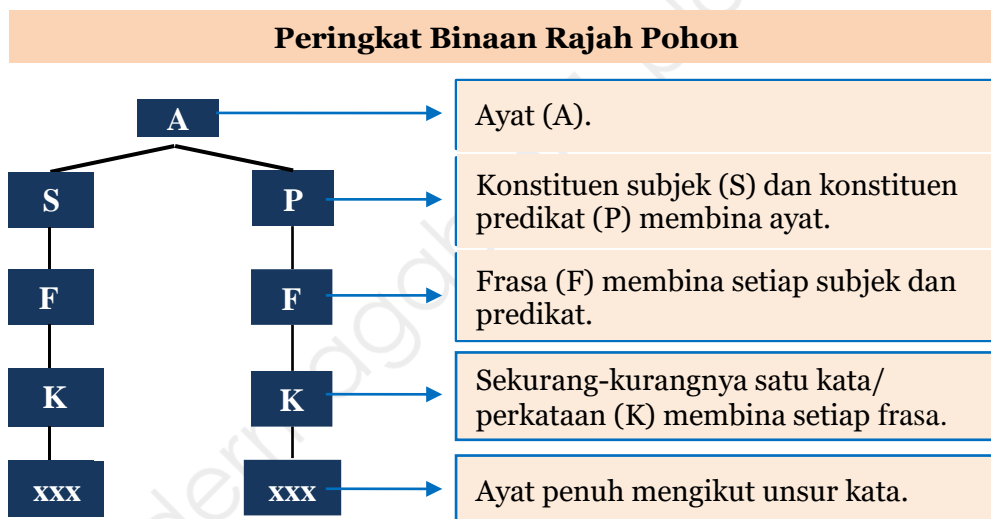 Peringkat Binaan Rajah Pohon
A
Ayat (A).
S
P
Konstituen subjek (S) dan konstituen
predikat (P) membina ayat.
F
F
Frasa (F) membina setiap subjek dan
predikat.
K
K
Sekurang-kurangnya satu kata/
perkataan (K) membina setiap frasa.
xxx
xxx
Ayat penuh mengikut unsur kata.